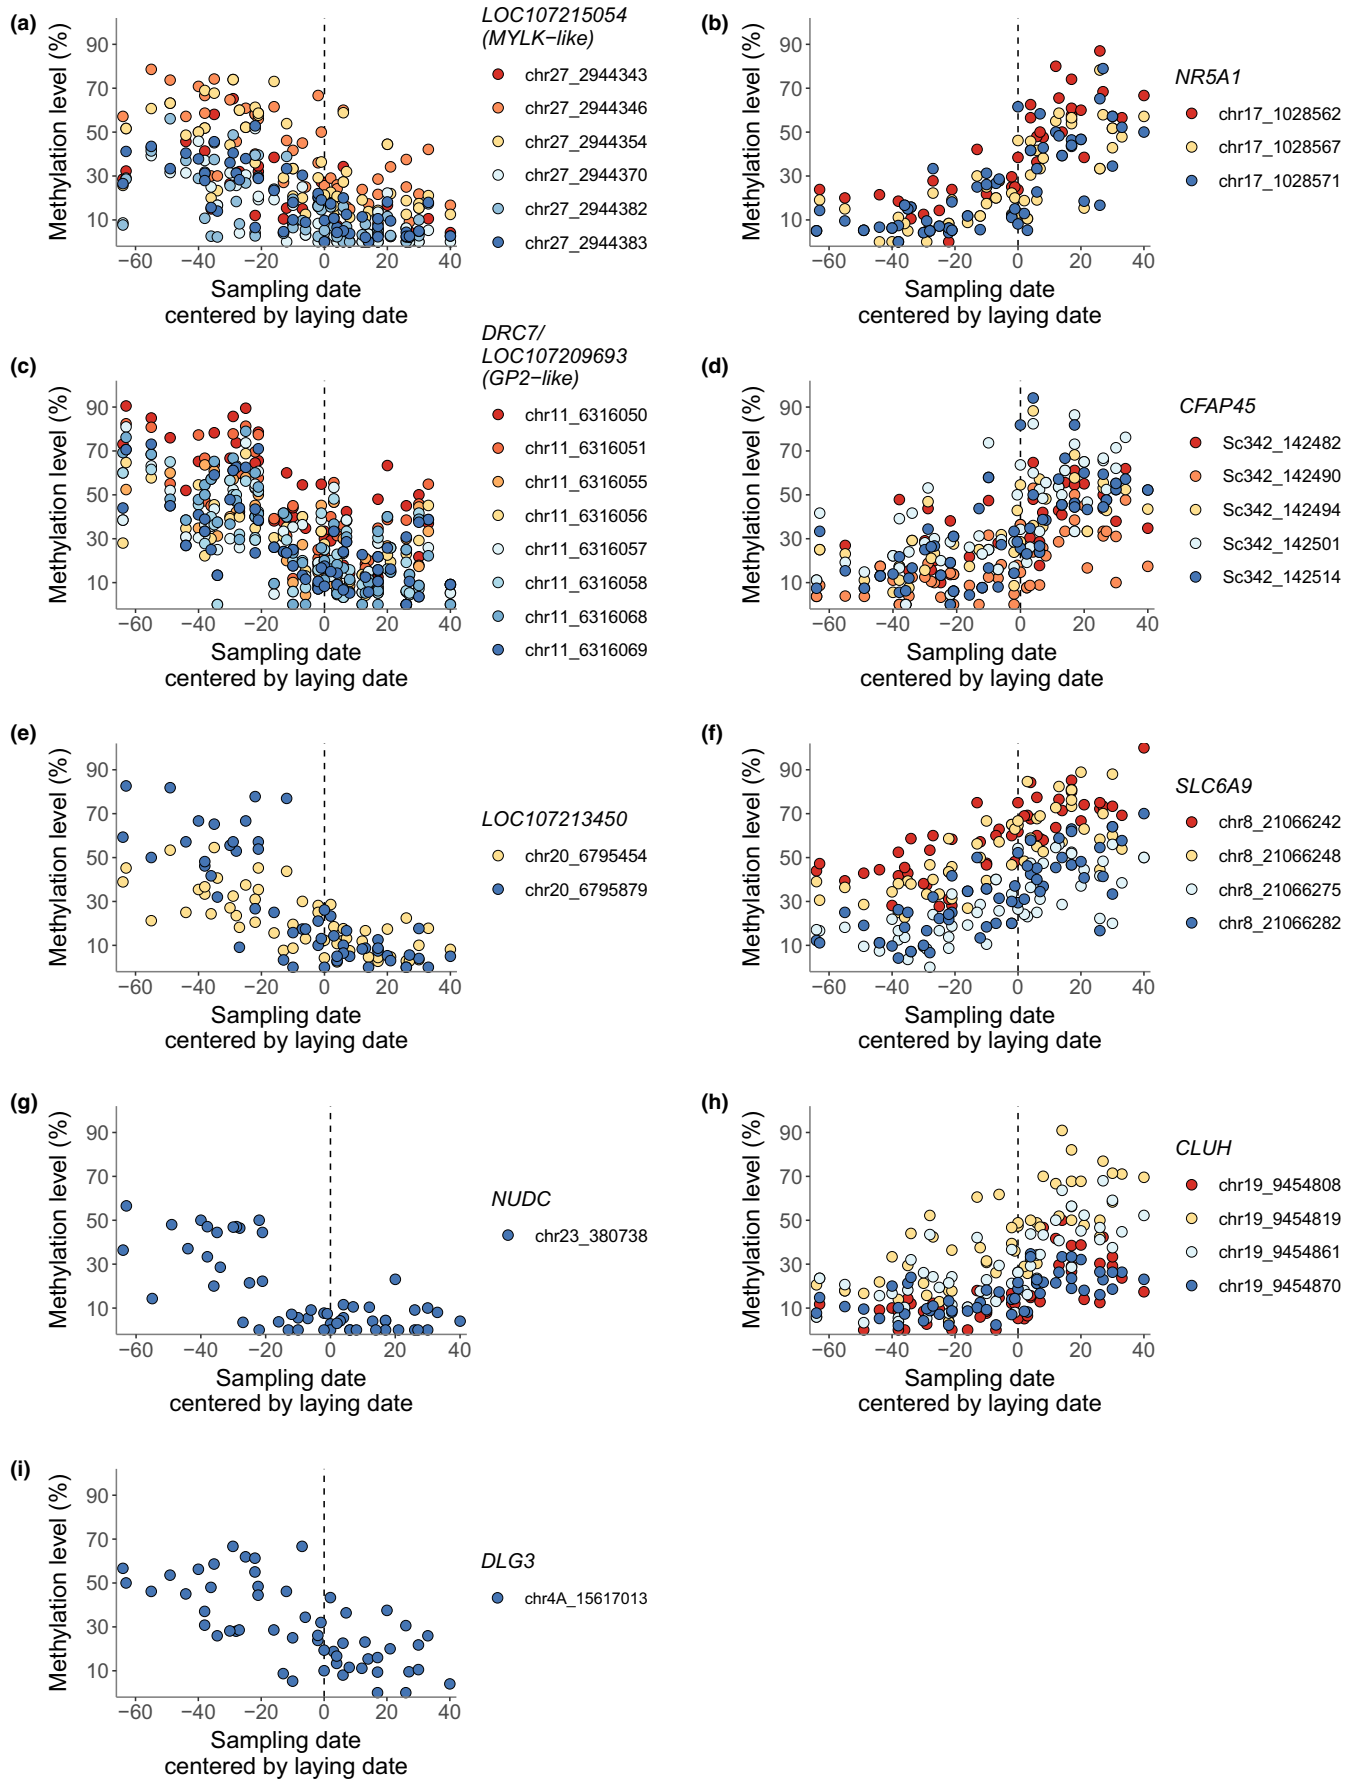 (a)
LOC107215054
(MYLK−like)
Methylation level (%)
90
70
50
30
10
−60 −40 −20 0 20 40
Sampling date
centered by laying date
chr27_2944343
chr27_2944346
chr27_2944354
chr27_2944370
chr27_2944382
chr27_2944383
(b)
NR5A1
Methylation level (%)
90
70
50
30
10
−60 −40 −20 0 20 40
Sampling date
centered by laying date
chr17_1028562
chr17_1028567
chr17_1028571
(c)
DRC7/
LOC107209693
(GP2−like)
Methylation level (%)
90
70
50
30
10
−60 −40 −20 0 20 40
Sampling date
centered by laying date
chr11_6316050
chr11_6316051
chr11_6316055
chr11_6316056
chr11_6316057
chr11_6316058
chr11_6316068
chr11_6316069
(d)
CFAP45
Methylation level (%)
90
70
50
30
10
−60 −40 −20 0 20 40
Sampling date
centered by laying date
Sc342_142482
Sc342_142490
Sc342_142494
Sc342_142501
Sc342_142514
(e)
LOC107213450
Methylation level (%)
90
70
50
30
10
−60 −40 −20 0 20 40
Sampling date
centered by laying date
chr20_6795454
chr20_6795879
(f)
SLC6A9
Methylation level (%)
90
70
50
30
10
−60 −40 −20 0 20 40
Sampling date
centered by laying date
chr8_21066242
chr8_21066248
chr8_21066275
chr8_21066282
(g)
NUDC
Methylation level (%)
90
70
50
30
10
−60 −40 −20 0 20 40
Sampling date
centered by laying date
chr23_380738
(h)
CLUH
Methylation level (%)
90
70
50
30
10
−60 −40 −20 0 20 40
Sampling date
centered by laying date
chr19_9454808
chr19_9454819
chr19_9454861
chr19_9454870
(i)
DLG3
Methylation level (%)
90
70
50
30
10
−60 −40 −20 0 20 40
Sampling date
centered by laying date
chr4A_15617013